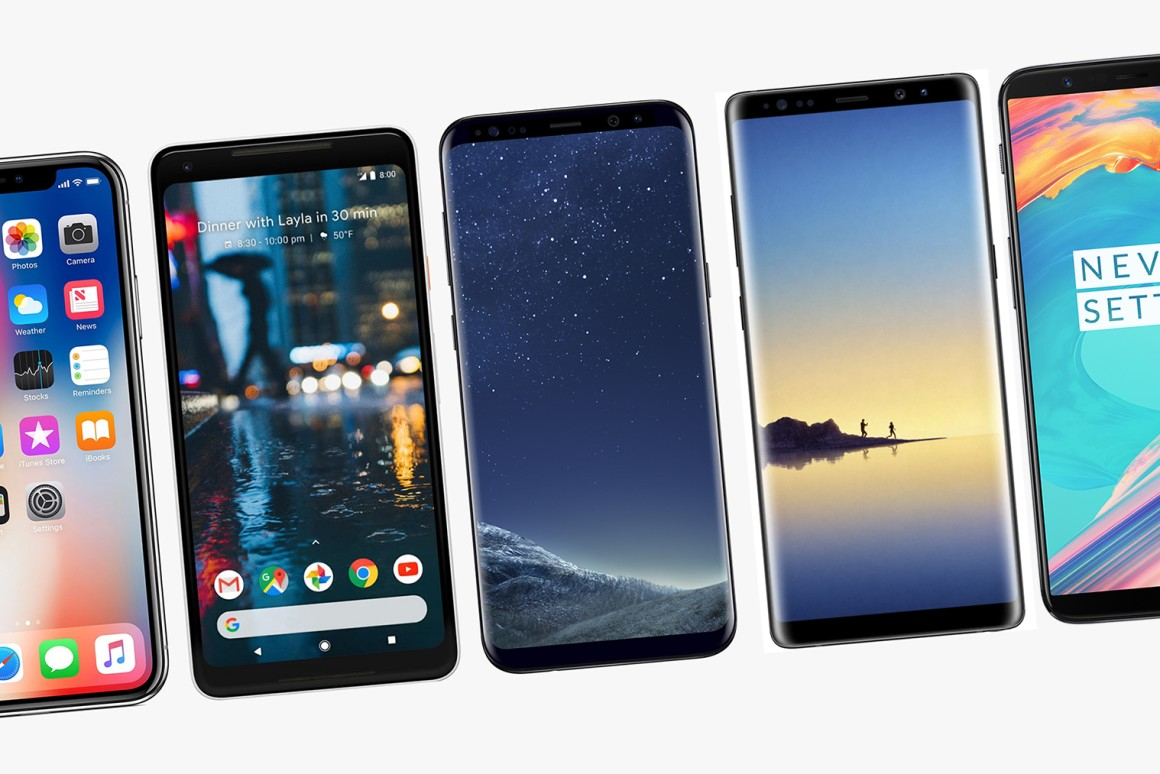 Photos
Camera
Weather
News
Stocks
Reminders
iTunes Store
iBooks
Settings
8:00
Dinner with Layla in 30 min
8:30 - 10:00 pm | 50°F
G
NEV
SETT